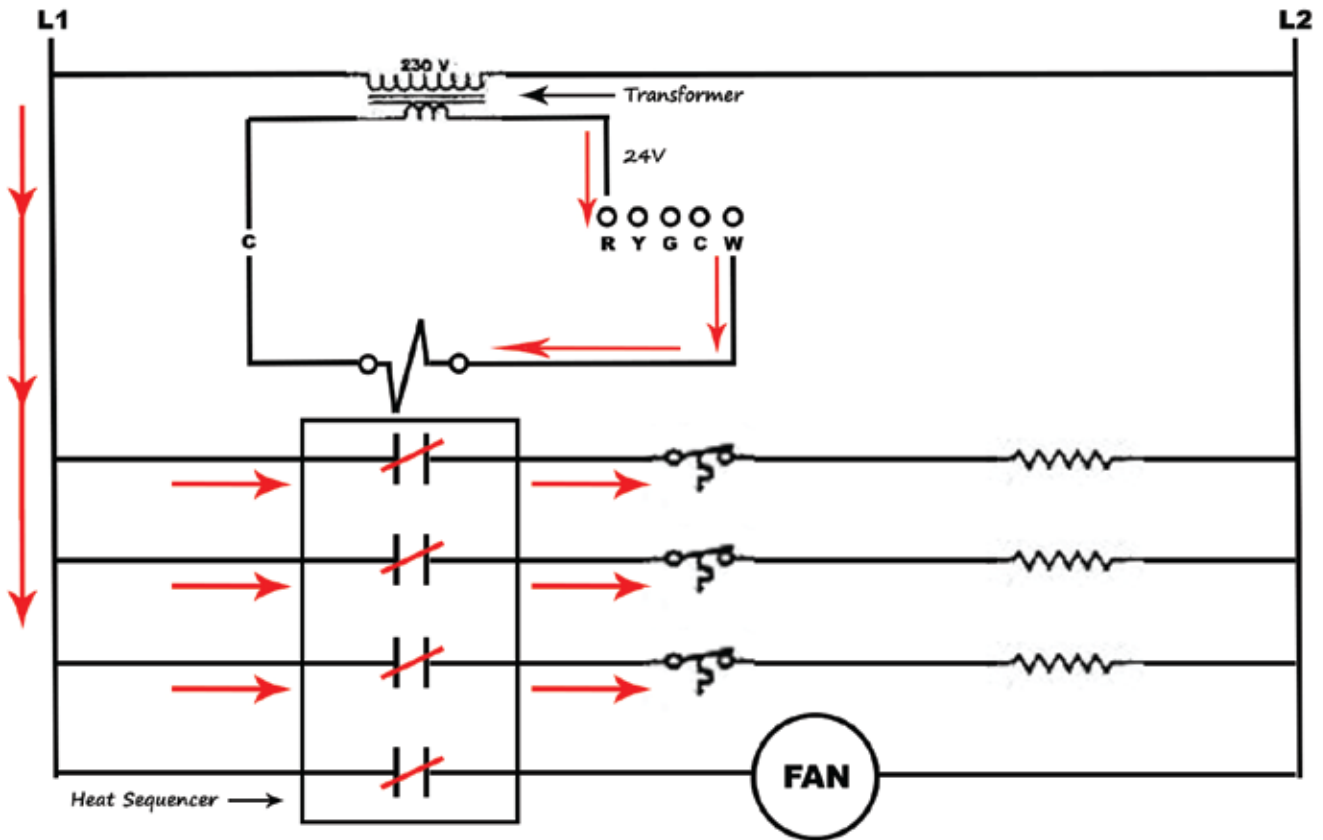 L1
L2
230 V
Transformer
24V
C
R Y G C W
FAN
Heat Sequencer